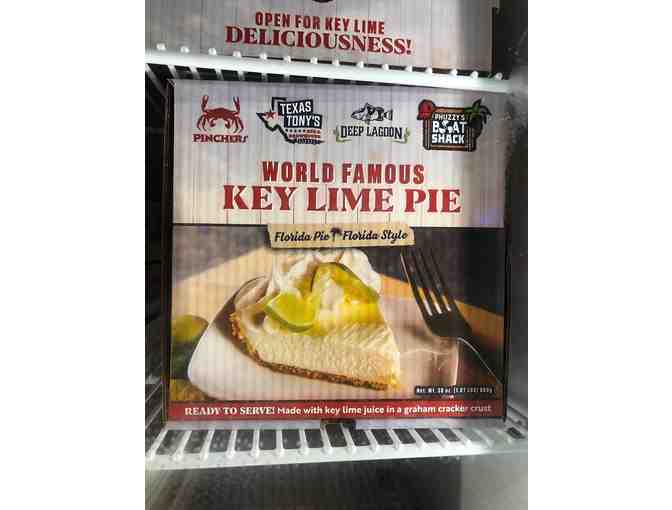 OPEN FOR KEY LIME
DELICIOUSNESS!
PINCHERS
TEXAS
TONY'S
DEEP LAGOON
PHUZZY'S
BOAT
SHACK
WORLD FAMOUS
KEY LIME PIE
Florida Pie Florida Style
READY TO SERVE! Made with key lime juice in a graham cracker crust